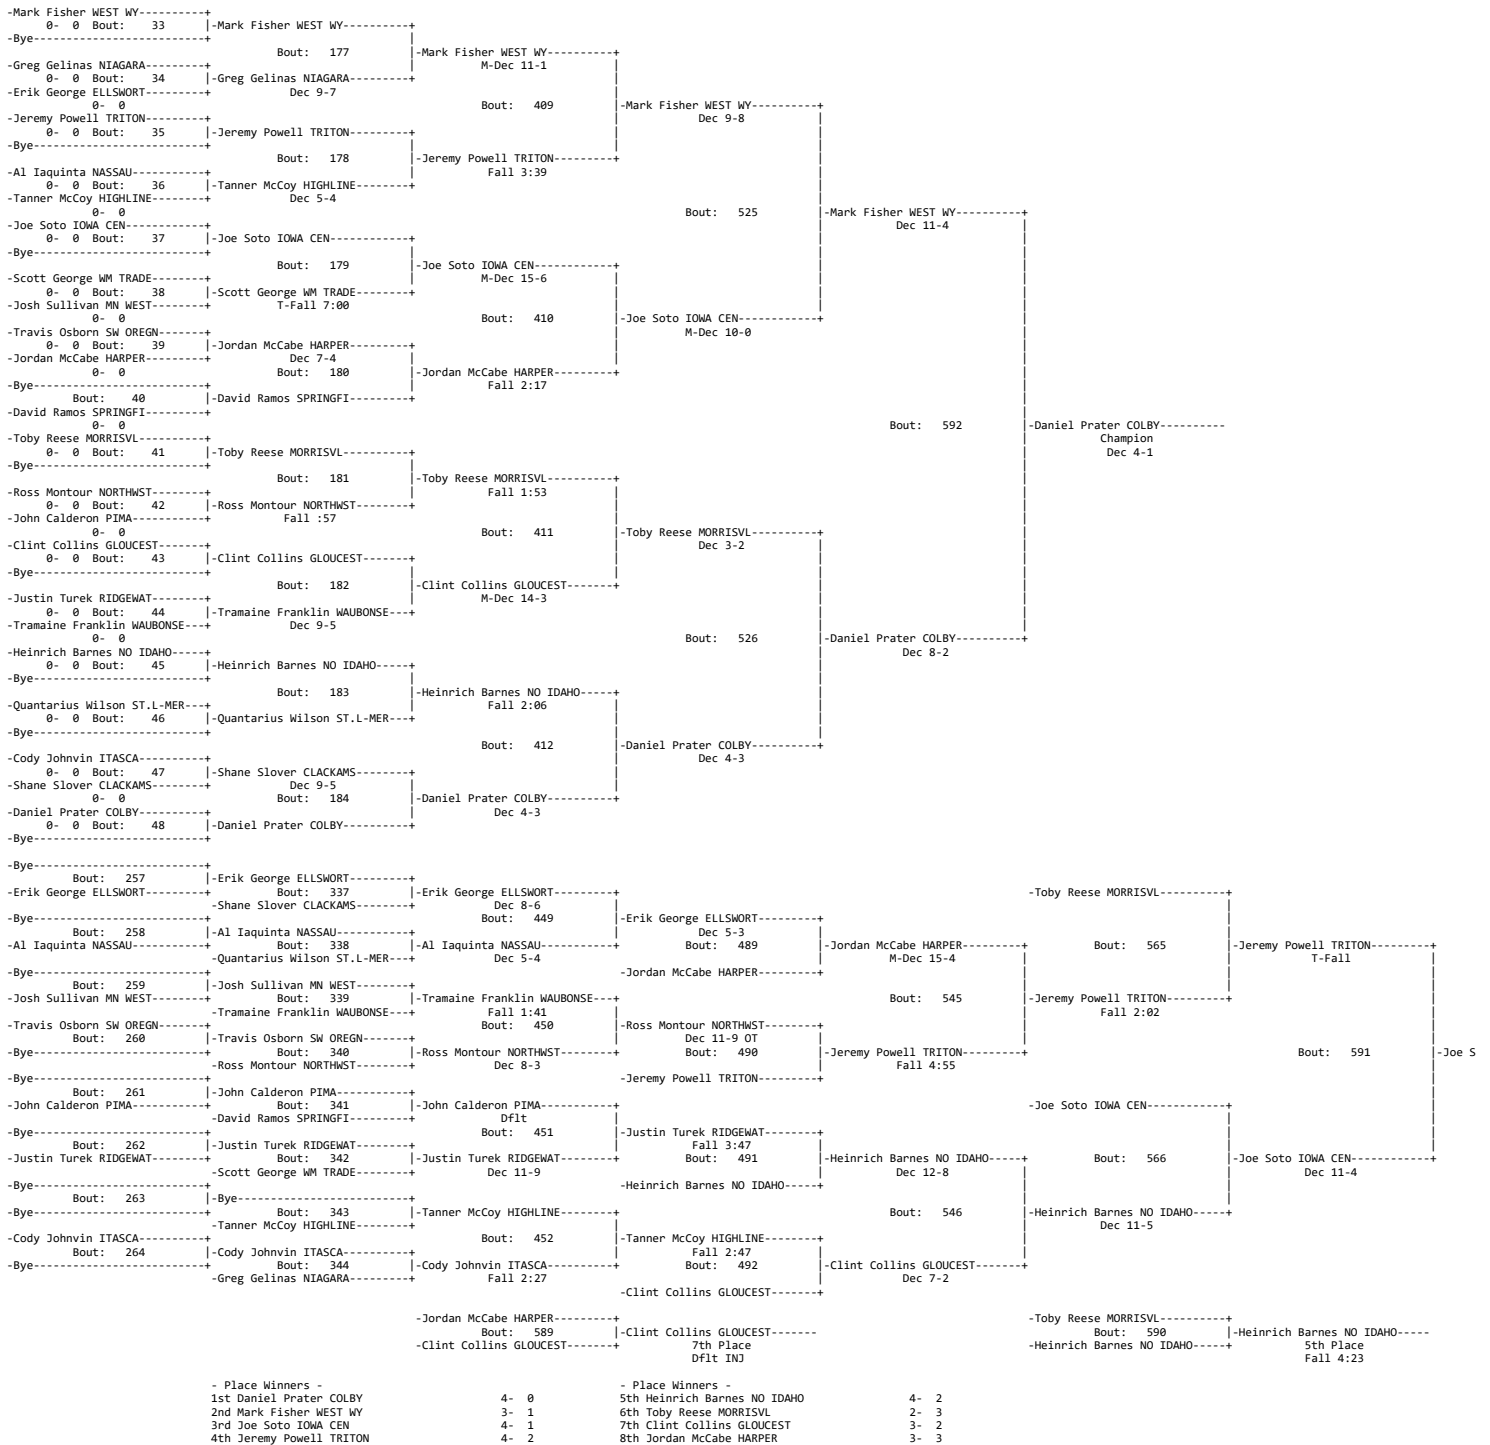 -Mark Fisher WEST WY----------+
0- 0 Bout: 33 |-Mark Fisher WEST WY----------+
-Bye-------------------------+ |
Bout: 177 |-Mark Fisher WEST WY----------+
-Greg Gelinas NIAGARA---------+ | M-Dec 11-1 |
0- 0 Bout: 34 |-Greg Gelinas NIAGARA---------+ |
-Erik George ELLSWORT---------+ Dec 9-7 |
0- 0 Bout: 409 |-Mark Fisher WEST WY----------+
-Jeremy Powell TRITON---------+ | Dec 9-8 |
0- 0 Bout: 35 |-Jeremy Powell TRITON---------+ | |
-Bye-------------------------+ | | |
Bout: 178 |-Jeremy Powell TRITON---------+ |
-Al Iaquinta NASSAU-----------+ | Fall 3:39 |
0- 0 Bout: 36 |-Tanner McCoy HIGHLINE--------+ |
-Tanner McCoy HIGHLINE--------+ Dec 5-4 |
0- 0 Bout: 525 |-Mark Fisher WEST WY----------+
-Joe Soto IOWA CEN------------+ | Dec 11-4 |
0- 0 Bout: 37 |-Joe Soto IOWA CEN------------+ | |
-Bye-------------------------+ | | |
Bout: 179 |-Joe Soto IOWA CEN------------+ | |
-Scott George WM TRADE--------+ | M-Dec 15-6 | | |
0- 0 Bout: 38 |-Scott George WM TRADE--------+ | | |
-Josh Sullivan MN WEST--------+ T-Fall 7:00 | | |
0- 0 Bout: 410 |-Joe Soto IOWA CEN------------+ |
-Travis Osborn SW OREGN-------+ | M-Dec 10-0 |
0- 0 Bout: 39 |-Jordan McCabe HARPER---------+ | |
-Jordan McCabe HARPER---------+ Dec 7-4 | | |
0- 0 Bout: 180 |-Jordan McCabe HARPER---------+ |
-Bye-------------------------+ | Fall 2:17 |
Bout: 40 |-David Ramos SPRINGFI---------+ |
-David Ramos SPRINGFI---------+ |
0- 0 Bout: 592 |-Daniel Prater COLBY----------
-Toby Reese MORRISVL----------+ | Champion
0- 0 Bout: 41 |-Toby Reese MORRISVL----------+ | Dec 4-1
-Bye-------------------------+ | |
Bout: 181 |-Toby Reese MORRISVL----------+ |
-Ross Montour NORTHWST--------+ | Fall 1:53 | |
0- 0 Bout: 42 |-Ross Montour NORTHWST--------+ | |
-John Calderon PIMA-----------+ Fall :57 | |
0- 0 Bout: 411 |-Toby Reese MORRISVL----------+ |
-Clint Collins GLOUCEST-------+ | Dec 3-2 | |
0- 0 Bout: 43 |-Clint Collins GLOUCEST-------+ | | |
-Bye-------------------------+ | | | |
Bout: 182 |-Clint Collins GLOUCEST-------+ | |
-Justin Turek RIDGEWAT--------+ | M-Dec 14-3 | |
0- 0 Bout: 44 |-Tramaine Franklin WAUBONSE---+ | |
-Tramaine Franklin WAUBONSE---+ Dec 9-5 | |
0- 0 Bout: 526 |-Daniel Prater COLBY----------+
-Heinrich Barnes NO IDAHO-----+ | Dec 8-2
0- 0 Bout: 45 |-Heinrich Barnes NO IDAHO-----+ |
-Bye-------------------------+ | |
Bout: 183 |-Heinrich Barnes NO IDAHO-----+ |
-Quantarius Wilson ST.L-MER---+ | Fall 2:06 | |
0- 0 Bout: 46 |-Quantarius Wilson ST.L-MER---+ | |
-Bye-------------------------+ | |
Bout: 412 |-Daniel Prater COLBY----------+
-Cody Johnvin ITASCA----------+ | Dec 4-3
0- 0 Bout: 47 |-Shane Slover CLACKAMS--------+ |
-Shane Slover CLACKAMS--------+ Dec 9-5 | |
0- 0 Bout: 184 |-Daniel Prater COLBY----------+
-Daniel Prater COLBY----------+ | Dec 4-3
0- 0 Bout: 48 |-Daniel Prater COLBY----------+
-Bye-------------------------+
-Bye-------------------------+
Bout: 257 |-Erik George ELLSWORT---------+
-Erik George ELLSWORT---------+ Bout: 337 |-Erik George ELLSWORT---------+ -Toby Reese MORRISVL----------+
-Shane Slover CLACKAMS--------+ Dec 8-6 | |
-Bye-------------------------+ Bout: 449 |-Erik George ELLSWORT---------+ |
Bout: 258 |-Al Iaquinta NASSAU-----------+ | Dec 5-3 | |
-Al Iaquinta NASSAU-----------+ Bout: 338 |-Al Iaquinta NASSAU-----------+ Bout: 489 |-Jordan McCabe HARPER---------+ Bout: 565 |-Jeremy Powell TRITON---------+
-Quantarius Wilson ST.L-MER---+ Dec 5-4 | M-Dec 15-4 | | T-Fall |
-Bye-------------------------+ -Jordan McCabe HARPER---------+ | | |
Bout: 259 |-Josh Sullivan MN WEST--------+ | | |
-Josh Sullivan MN WEST--------+ Bout: 339 |-Tramaine Franklin WAUBONSE---+ Bout: 545 |-Jeremy Powell TRITON---------+ |
-Tramaine Franklin WAUBONSE---+ Fall 1:41 | | Fall 2:02 |
-Travis Osborn SW OREGN-------+ Bout: 450 |-Ross Montour NORTHWST--------+ | |
Bout: 260 |-Travis Osborn SW OREGN-------+ | Dec 11-9 OT | | |
-Bye-------------------------+ Bout: 340 |-Ross Montour NORTHWST--------+ Bout: 490 |-Jeremy Powell TRITON---------+ Bout: 591 |-Joe S
-Ross Montour NORTHWST--------+ Dec 8-3 | Fall 4:55 |
-Bye-------------------------+ -Jeremy Powell TRITON---------+ |
Bout: 261 |-John Calderon PIMA-----------+ |
-John Calderon PIMA-----------+ Bout: 341 |-John Calderon PIMA-----------+ -Joe Soto IOWA CEN------------+ |
-David Ramos SPRINGFI---------+ Dflt | | |
-Bye-------------------------+ Bout: 451 |-Justin Turek RIDGEWAT--------+ | |
Bout: 262 |-Justin Turek RIDGEWAT--------+ | Fall 3:47 | | |
-Justin Turek RIDGEWAT--------+ Bout: 342 |-Justin Turek RIDGEWAT--------+ Bout: 491 |-Heinrich Barnes NO IDAHO-----+ Bout: 566 |-Joe Soto IOWA CEN------------+
-Scott George WM TRADE--------+ Dec 11-9 | Dec 12-8 | | Dec 11-4
-Bye-------------------------+ -Heinrich Barnes NO IDAHO-----+ | |
Bout: 263 |-Bye-------------------------+ | |
-Bye-------------------------+ Bout: 343 |-Tanner McCoy HIGHLINE--------+ Bout: 546 |-Heinrich Barnes NO IDAHO-----+
-Tanner McCoy HIGHLINE--------+ | | Dec 11-5
-Cody Johnvin ITASCA----------+ Bout: 452 |-Tanner McCoy HIGHLINE--------+ |
Bout: 264 |-Cody Johnvin ITASCA----------+ | Fall 2:47 | |
-Bye-------------------------+ Bout: 344 |-Cody Johnvin ITASCA----------+ Bout: 492 |-Clint Collins GLOUCEST-------+
-Greg Gelinas NIAGARA---------+ Fall 2:27 | Dec 7-2
-Clint Collins GLOUCEST-------+
-Jordan McCabe HARPER---------+ -Toby Reese MORRISVL----------+
Bout: 589 |-Clint Collins GLOUCEST------- Bout: 590 |-Heinrich Barnes NO IDAHO-----
-Clint Collins GLOUCEST-------+ 7th Place -Heinrich Barnes NO IDAHO-----+ 5th Place
Dflt INJ Fall 4:23
- Place Winners - - Place Winners -
1st Daniel Prater COLBY 4- 0 5th Heinrich Barnes NO IDAHO 4- 2
2nd Mark Fisher WEST WY 3- 1 6th Toby Reese MORRISVL 2- 3
3rd Joe Soto IOWA CEN 4- 1 7th Clint Collins GLOUCEST 3- 2
4th Jeremy Powell TRITON 4- 2 8th Jordan McCabe HARPER 3- 3